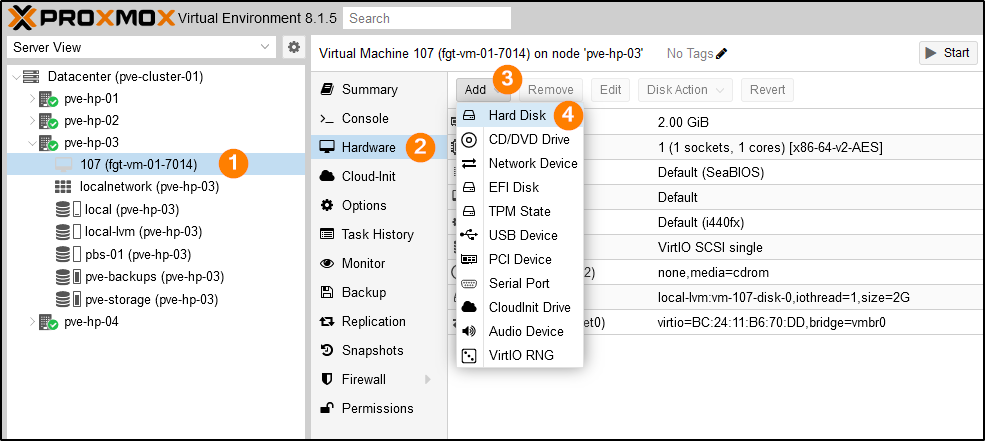 PROXMOX Virtual Environment 8.1.5 Search
Server View
Datacenter (pve-cluster-01)
pve-hp-01
pve-hp-02
pve-hp-03
107 (fgt-vm-01-7014) 1
localnetwork (pve-hp-03)
local (pve-hp-03)
local-lvm (pve-hp-03)
pbs-01 (pve-hp-03)
pve-backups (pve-hp-03)
pve-storage (pve-hp-03)
pve-hp-04
Virtual Machine 107 (fgt-vm-01-7014) on node 'pve-hp-03' No Tags Start
Summary
Console
Hardware 2
Cloud-Init
Options
Task History
Monitor
Backup
Replication
Snapshots
Firewall
Permissions
Add 3 Remove Edit Disk Action Revert
Hard Disk 4
CD/DVD Drive
Network Device
EFI Disk
TPM State
USB Device
PCI Device
Serial Port
CloudInit Drive
Audio Device
VirtIO RNG
2.00 GiB
1 (1 sockets, 1 cores) [x86-64-v2-AES]
Default (SeaBIOS)
Default
Default (i440fx)
VirtIO SCSI single
2) none,media=cdrom
local-lvm:vm-107-disk-0,iothread=1,size=2G
et0) virtio=BC:24:11:B6:70:DD,bridge=vmbr0